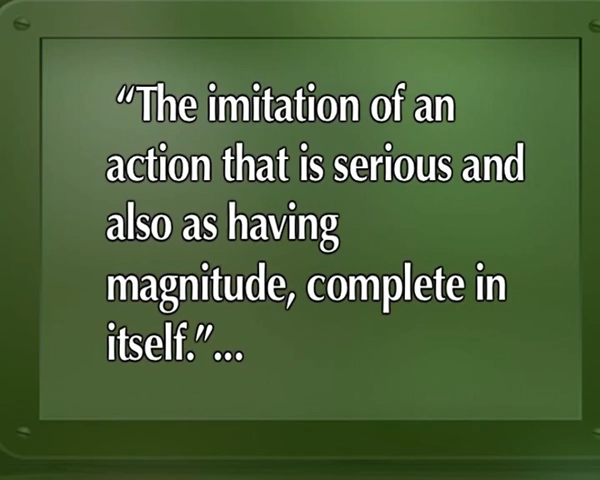 “The imitation of an
action that is serious and
also as having
magnitude, complete in
itself.”...